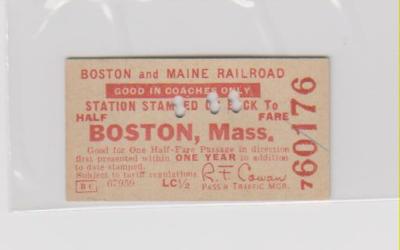 BOSTON and MAINE RAILROAD
GOOD IN COACHES ONLY
STATION STAMPED ON BACK TO
HALF FARE
BOSTON, Mass.
Good for One Half-Fare Passage in direction
first presented within ONE YEAR in addition
to date stamped.
Subject to tariff regulations
B C 67959 LC½
R. F. Cowan
PASS'R TRAFFIC MGR.
760176